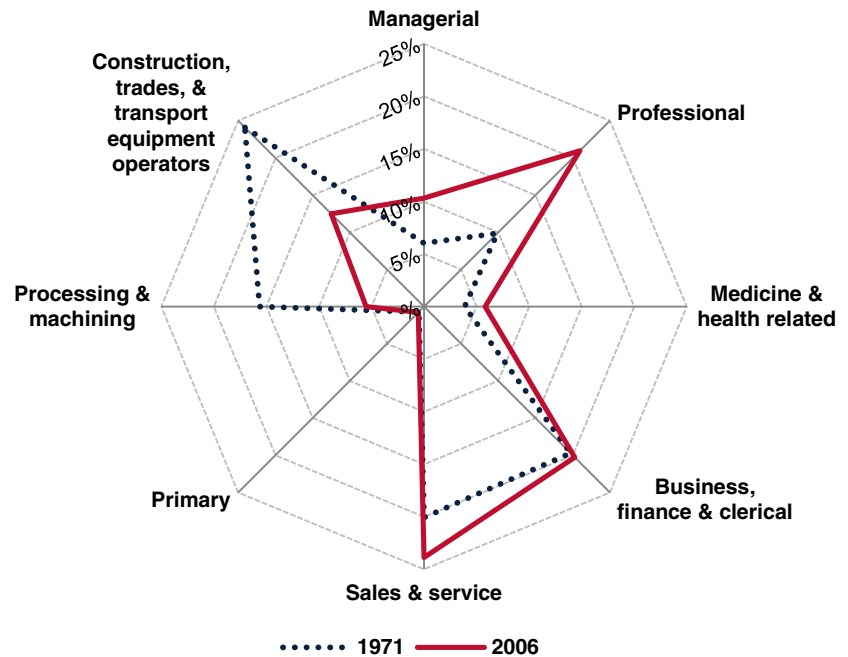 Managerial
25%
20%
15%
10%
5%
%
Construction,
trades, &
transport
equipment
operators
Professional
Processing &
machining
Medicine &
health related
Primary
Business,
finance & clerical
Sales & service
1971
2006